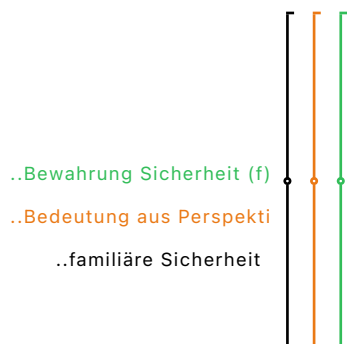 ..Bewahrung Sicherheit (f)
..Bedeutung aus Perspekti
..familiäre Sicherheit